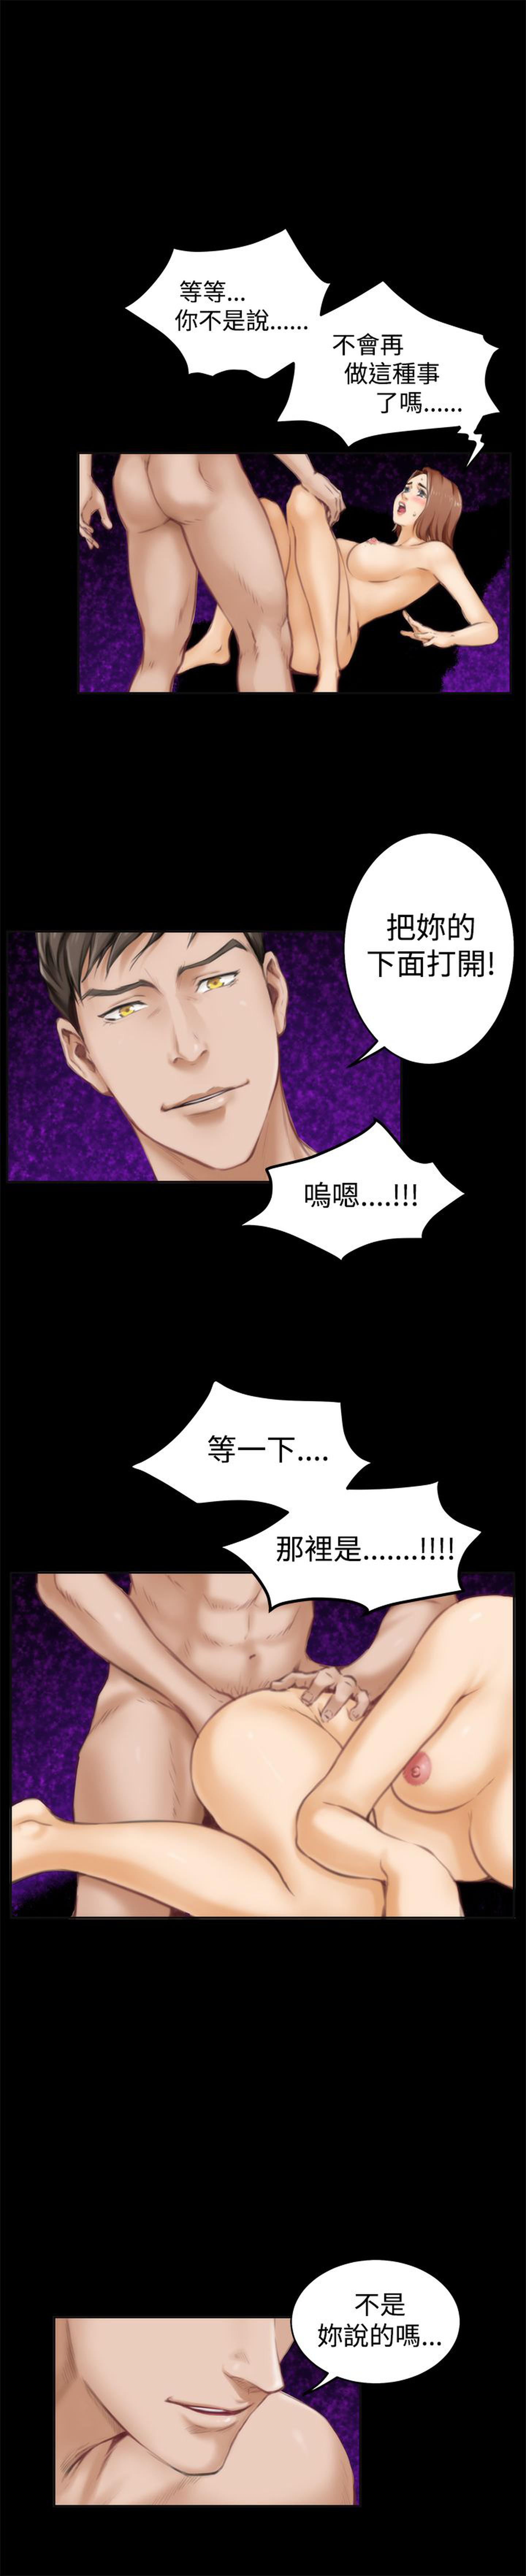 等等...
你不是說......
不會再
做這種事
了嗎......
把妳的
下面打開!
嗚嗯....!!!
等一下....
那裡是.......!!!!
不是
妳說的嗎...